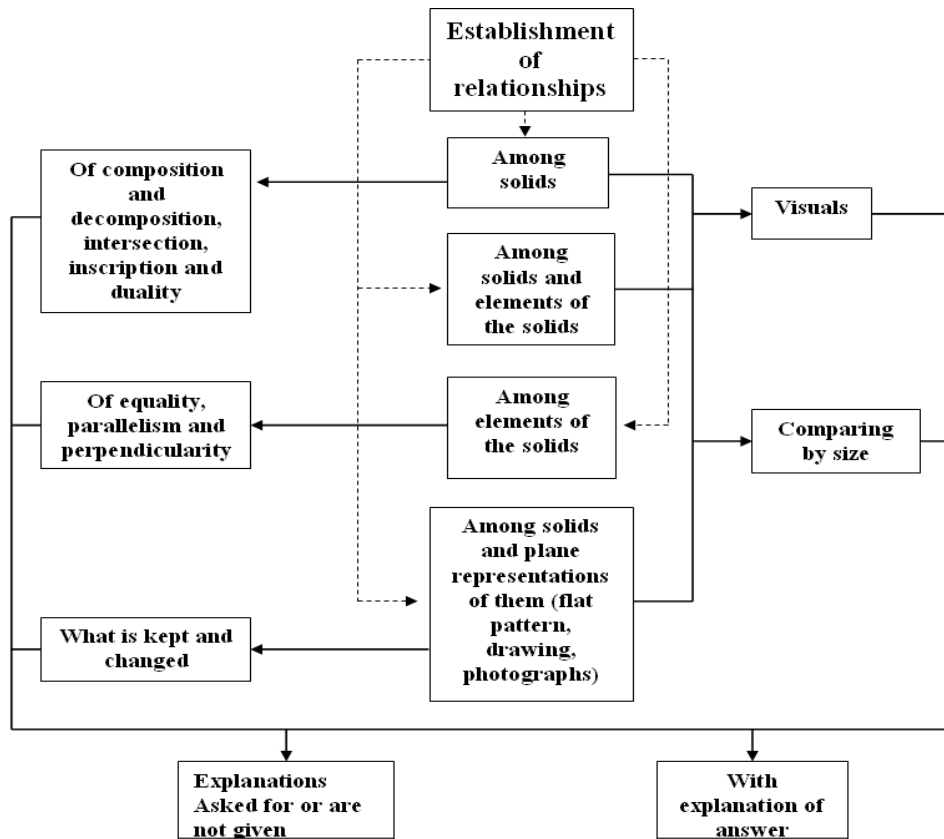 Establishment
of
relationships
Among
solids
Of composition
and
decomposition,
intersection,
inscription and
duality
Visuals
Among
solids and
elements of
the solids
Of equality,
parallelism and
perpendicularity
Among
elements of
the solids
Comparing
by size
Among solids
and plane
representations
of them (flat
pattern,
drawing,
photographs)
What is kept and
changed
Explanations
Asked for or are
not given
With
explanation of
answer